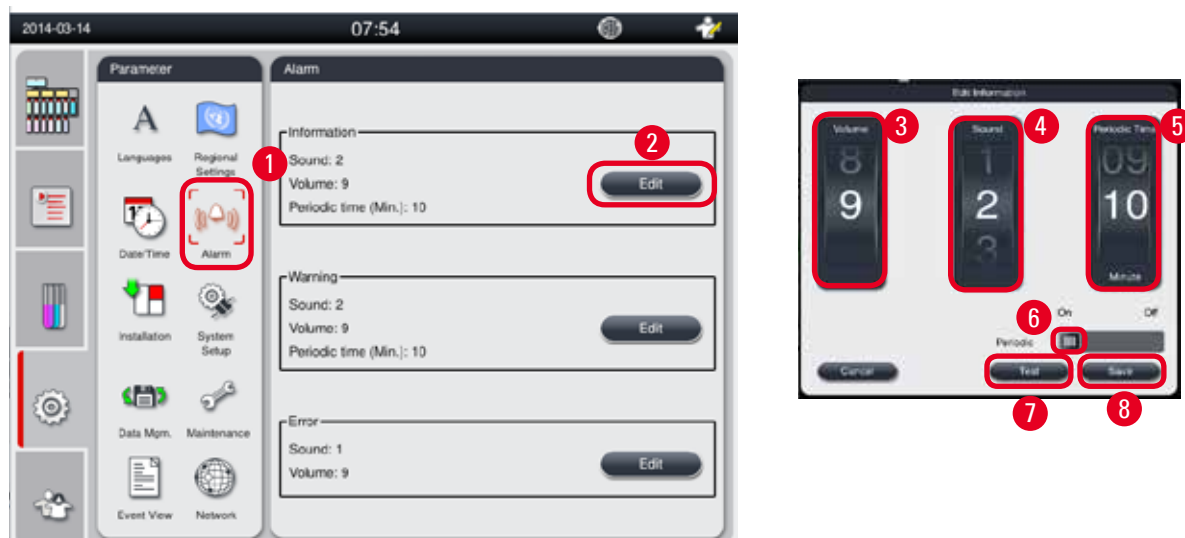 2014-03-14
07:54
Parameter
Languages
Regional
Settings
Date/Time
Alarm
Installation
System
Setup
Data Mgm.
Maintenance
Event View
Network
Alarm
1
Information
Sound: 2
Volume: 9
Periodic time (Min.): 10
2
Edit
Warning
Sound: 2
Volume: 9
Periodic time (Min.): 10
Edit
Error
Sound: 1
Volume: 9
Edit
Edit Information
Volume
3
Sound
4
Periodic Time
5
8
1
09
9
2
10
3
Minute
6
On
Off
Periodic
Cancel
Test
Save
7
8